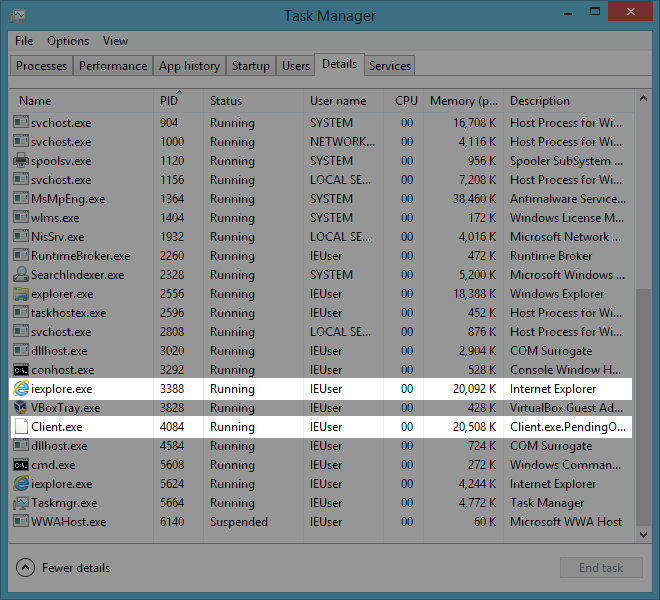 Task Manager
File Options View
Processes Performance App history Startup Users Details Services
Name PID Status User name CPU Memory (p... Description
svchost.exe 904 Running SYSTEM 00 16,708 K Host Process for Wi...
svchost.exe 1000 Running NETWORK... 00 4,116 K Host Process for Wi...
spoolsv.exe 1120 Running SYSTEM 00 956 K Spooler SubSystem ...
svchost.exe 1156 Running LOCAL SE... 00 7,208 K Host Process for Wi...
MsMpEng.exe 1364 Running SYSTEM 00 38,460 K Antimalware Service...
wlms.exe 1404 Running SYSTEM 00 172 K Windows License M...
NisSrv.exe 1932 Running LOCAL SE... 00 4,016 K Microsoft Network ...
RuntimeBroker.exe 2260 Running IEUser 00 472 K Runtime Broker
SearchIndexer.exe 2328 Running SYSTEM 00 5,200 K Microsoft Windows ...
explorer.exe 2556 Running IEUser 00 18,388 K Windows Explorer
taskhostex.exe 2596 Running IEUser 00 452 K Host Process for Wi...
svchost.exe 2808 Running LOCAL SE... 00 876 K Host Process for Wi...
dllhost.exe 3020 Running IEUser 00 2,904 K COM Surrogate
conhost.exe 3292 Running IEUser 00 528 K Console Window H...
iexplore.exe 3388 Running IEUser 00 20,092 K Internet Explorer
VBoxTray.exe 3828 Running IEUser 00 428 K VirtualBox Guest Ad...
Client.exe 4084 Running IEUser 00 20,508 K Client.exe.PendingO...
dllhost.exe 4584 Running IEUser 00 724 K COM Surrogate
cmd.exe 5608 Running IEUser 00 272 K Windows Comman...
iexplore.exe 5624 Running IEUser 00 4,244 K Internet Explorer
Taskmgr.exe 5664 Running IEUser 00 4,772 K Task Manager
WWAHost.exe 6140 Suspended IEUser 00 60 K Microsoft WWA Host
Fewer details End task